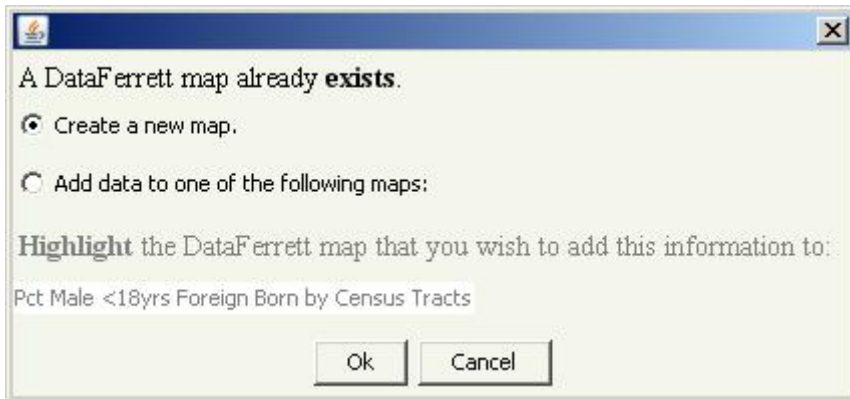 A DataFerrett map already exists.
Create a new map.
Add data to one of the following maps:
Highlight the DataFerrett map that you wish to add this information to:
Pct Male <18yrs Foreign Born by Census Tracts
Ok Cancel